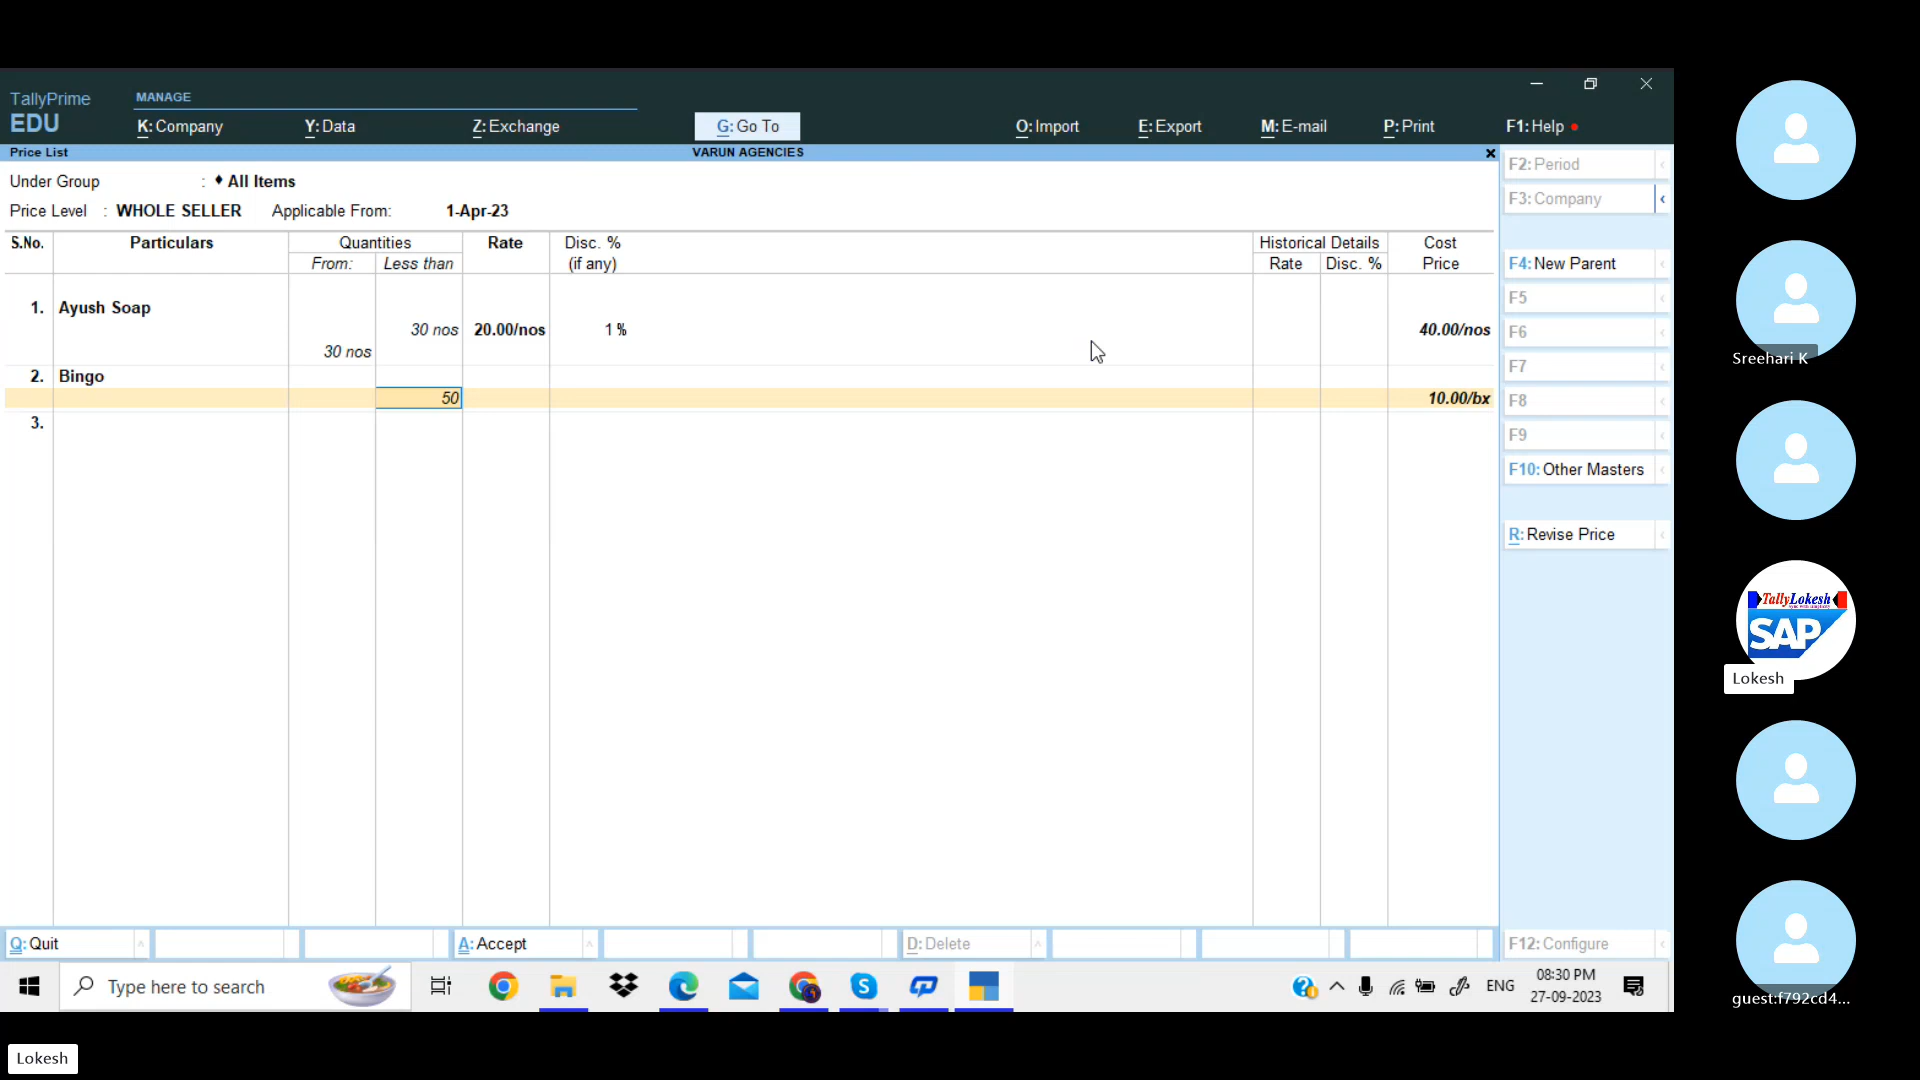 TallyPrime
EDU
MANAGE
K: Company
Y: Data
Z: Exchange
G: Go To
O: Import
E: Export
M: E-mail
P: Print
F1: Help
Price List
VARUN AGENCIES
Under Group : ♦ All Items
Price Level : WHOLE SELLER Applicable From: 1-Apr-23
S.No. Particulars Quantities Rate Disc. % Historical Details Cost
From: Less than (if any) Rate Disc. % Price
1. Ayush Soap
30 nos 20.00/nos 1 % 40.00/nos
30 nos
2. Bingo
50 10.00/bx
3.
F2: Period
F3: Company
F4: New Parent
F5
F6
F7
F8
F9
F10: Other Masters
R: Revise Price
F12: Configure
Q: Quit
A: Accept
D: Delete
Type here to search
ENG
08:30 PM
27-09-2023
Sreehari K
TallyLokesh
SAP
Lokesh
guest:f792cd4...
Lokesh